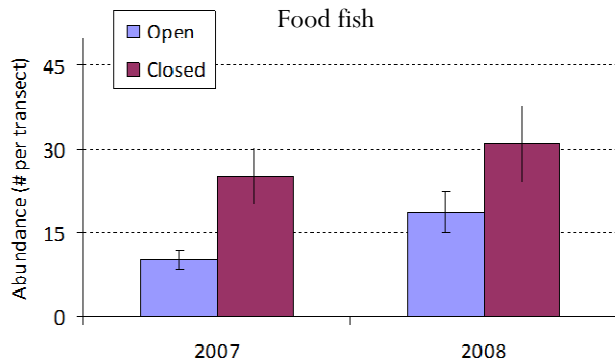 Food fish
Open
Closed
Abundance (# per transect)
45
30
15
0
2007
2008